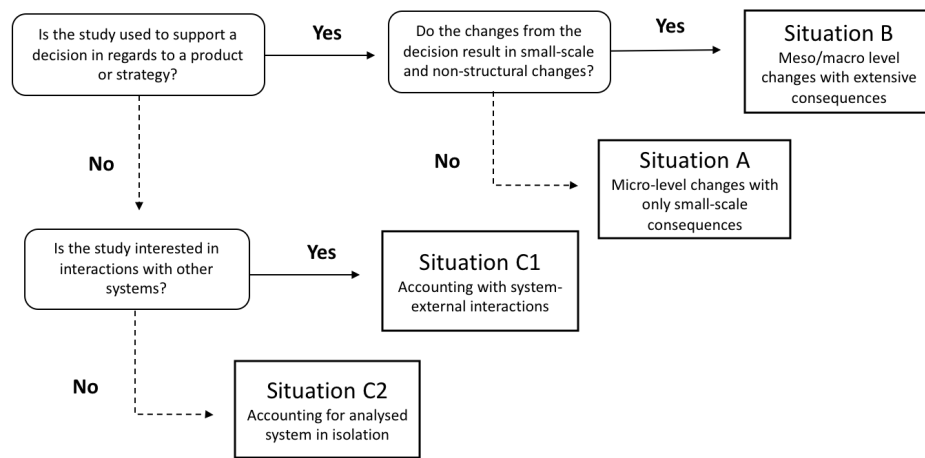 Is the study used to support a
decision in regards to a product
or strategy?
Yes
Do the changes from the
decision result in small-scale
and non-structural changes?
Yes
Situation B
Meso/macro level
changes with extensive
consequences
No
No
Situation A
Micro-level changes with
only small-scale
consequences
Is the study interested in
interactions with other
systems?
Yes
Situation C1
Accounting with system-
external interactions
No
Situation C2
Accounting for analysed
system in isolation